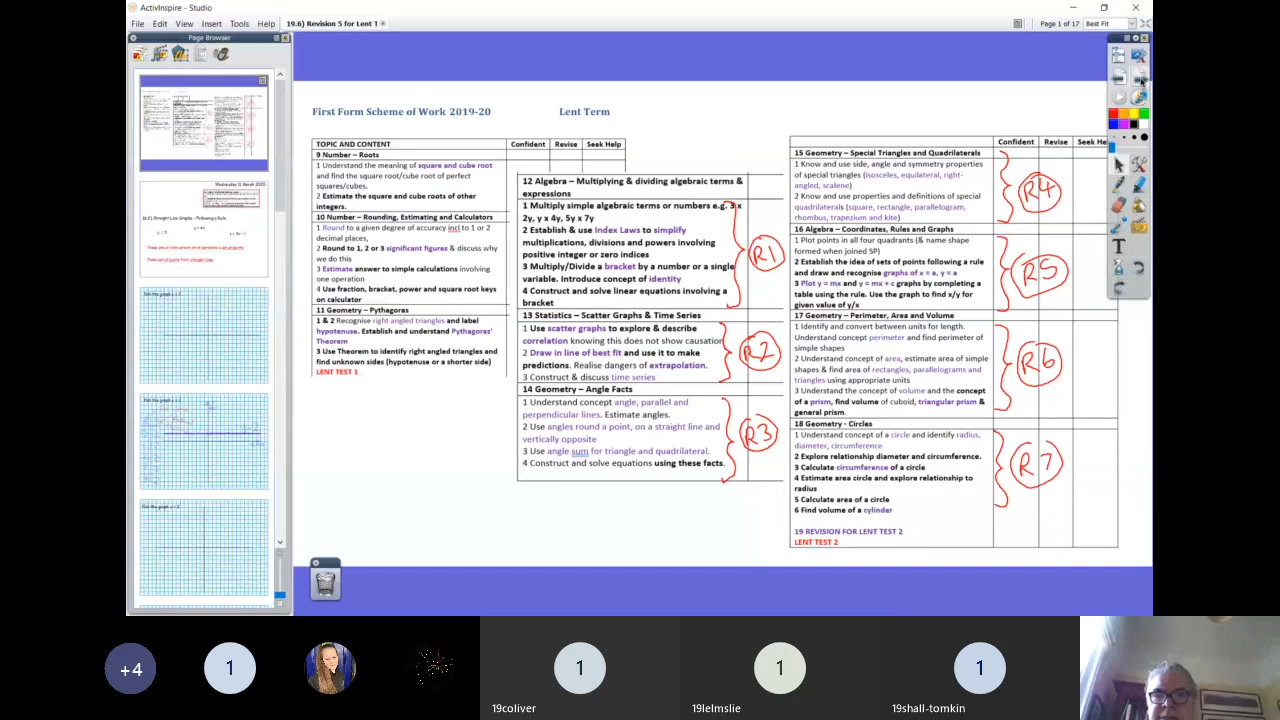 ActivInspire - Studio
File Edit View Insert Tools Help
19.6) Revision 5 for Lent T
Page 1 of 17
Best Fit
Page Browser
First Form Scheme of Work 2019-20 Lent Term
TOPIC AND CONTENT Confident Revise Seek Help
9 Number – Roots
1 Understand the meaning of square and cube root
and find the square root/cube root of perfect
squares/cubes.
2 Estimate the square and cube roots of other
integers.
10 Number – Rounding, Estimating and Calculators
1 Round to a given degree of accuracy incl to 1 or 2
decimal places,
2 Round to 1, 2 or 3 significant figures & discuss why
we do this
3 Estimate answer to simple calculations involving
one operation
4 Use fraction, bracket, power and square root keys
on calculator
11 Geometry – Pythagoras
1 & 2 Recognise right angled triangles and label
hypotenuse. Establish and understand Pythagoras'
Theorem
3 Use Theorem to identify right angled triangles and
find unknown sides (hypotenuse or a shorter side)
LENT TEST 1
12 Algebra – Multiplying & dividing algebraic terms &
expressions
1 Multiply simple algebraic terms or numbers e.g. 3 x
2y, y x 4y, 5y x 7y
2 Establish & use Index Laws to simplify
multiplications, divisions and powers involving
positive integer or zero indices
3 Multiply/Divide a bracket by a number or a single
variable. Introduce concept of identity
4 Construct and solve linear equations involving a
bracket
R1
13 Statistics – Scatter Graphs & Time Series
1 Use scatter graphs to explore & describe
correlation knowing this does not show causation
2 Draw in line of best fit and use it to make
predictions. Realise dangers of extrapolation.
3 Construct & discuss time series
R2
14 Geometry – Angle Facts
1 Understand concept angle, parallel and
perpendicular lines. Estimate angles.
2 Use angles round a point, on a straight line and
vertically opposite
3 Use angle sum for triangle and quadrilateral.
4 Construct and solve equations using these facts.
R3
Confident Revise Seek He
15 Geometry – Special Triangles and Quadrilaterals
1 Know and use side, angle and symmetry properties
of special triangles (isosceles, equilateral, right-
angled, scalene)
2 Know and use properties and definitions of special
quadrilaterals (square, rectangle, parallelogram,
rhombus, trapezium and kite)
R4
16 Algebra – Coordinates, Rules and Graphs
1 Plot points in all four quadrants (& name shape
formed when joined SP)
2 Establish the idea of sets of points following a rule
and draw and recognise graphs of x = a, y = a
3 Plot y = mx and y = mx + c graphs by completing a
table using the rule. Use the graph to find x/y for
given value of y/x
R5
17 Geometry – Perimeter, Area and Volume
1 Identify and convert between units for length.
Understand concept perimeter and find perimeter of
simple shapes
2 Understand concept of area, estimate area of simple
shapes & find area of rectangles, parallelograms and
triangles using appropriate units
3 Understand the concept of volume and the concept
of a prism, find volume of cuboid, triangular prism &
general prism.
R6
18 Geometry - Circles
1 Understand concept of a circle and identify radius,
diameter, circumference
2 Explore relationship diameter and circumference.
3 Calculate circumference of a circle
4 Estimate area circle and explore relationship to
radius
5 Calculate area of a circle
6 Find volume of a cylinder
R7
19 REVISION FOR LENT TEST 2
LENT TEST 2
+4
1
1
1
1
19coliver
19lelmslie
19shall-tomkin